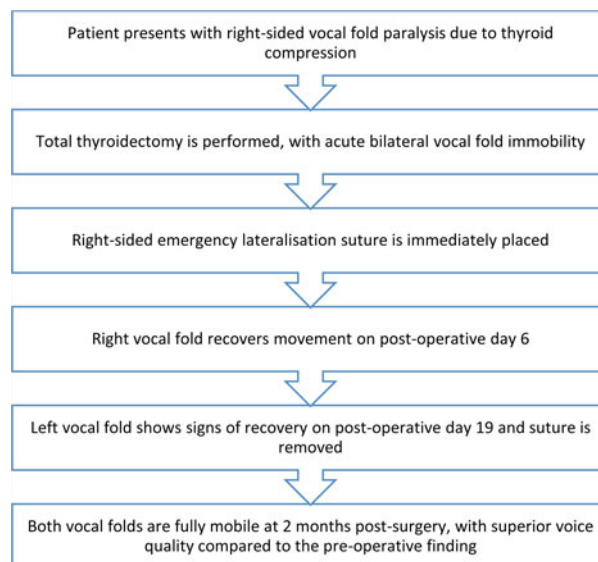 Patient presents with right-sided vocal fold paralysis due to thyroid
compression
Total thyroidectomy is performed, with acute bilateral vocal fold immobility
Right-sided emergency lateralisation suture is immediately placed
Right vocal fold recovers movement on post-operative day 6
Left vocal fold shows signs of recovery on post-operative day 19 and suture is
removed
Both vocal folds are fully mobile at 2 months post-surgery, with superior voice
quality compared to the pre-operative finding